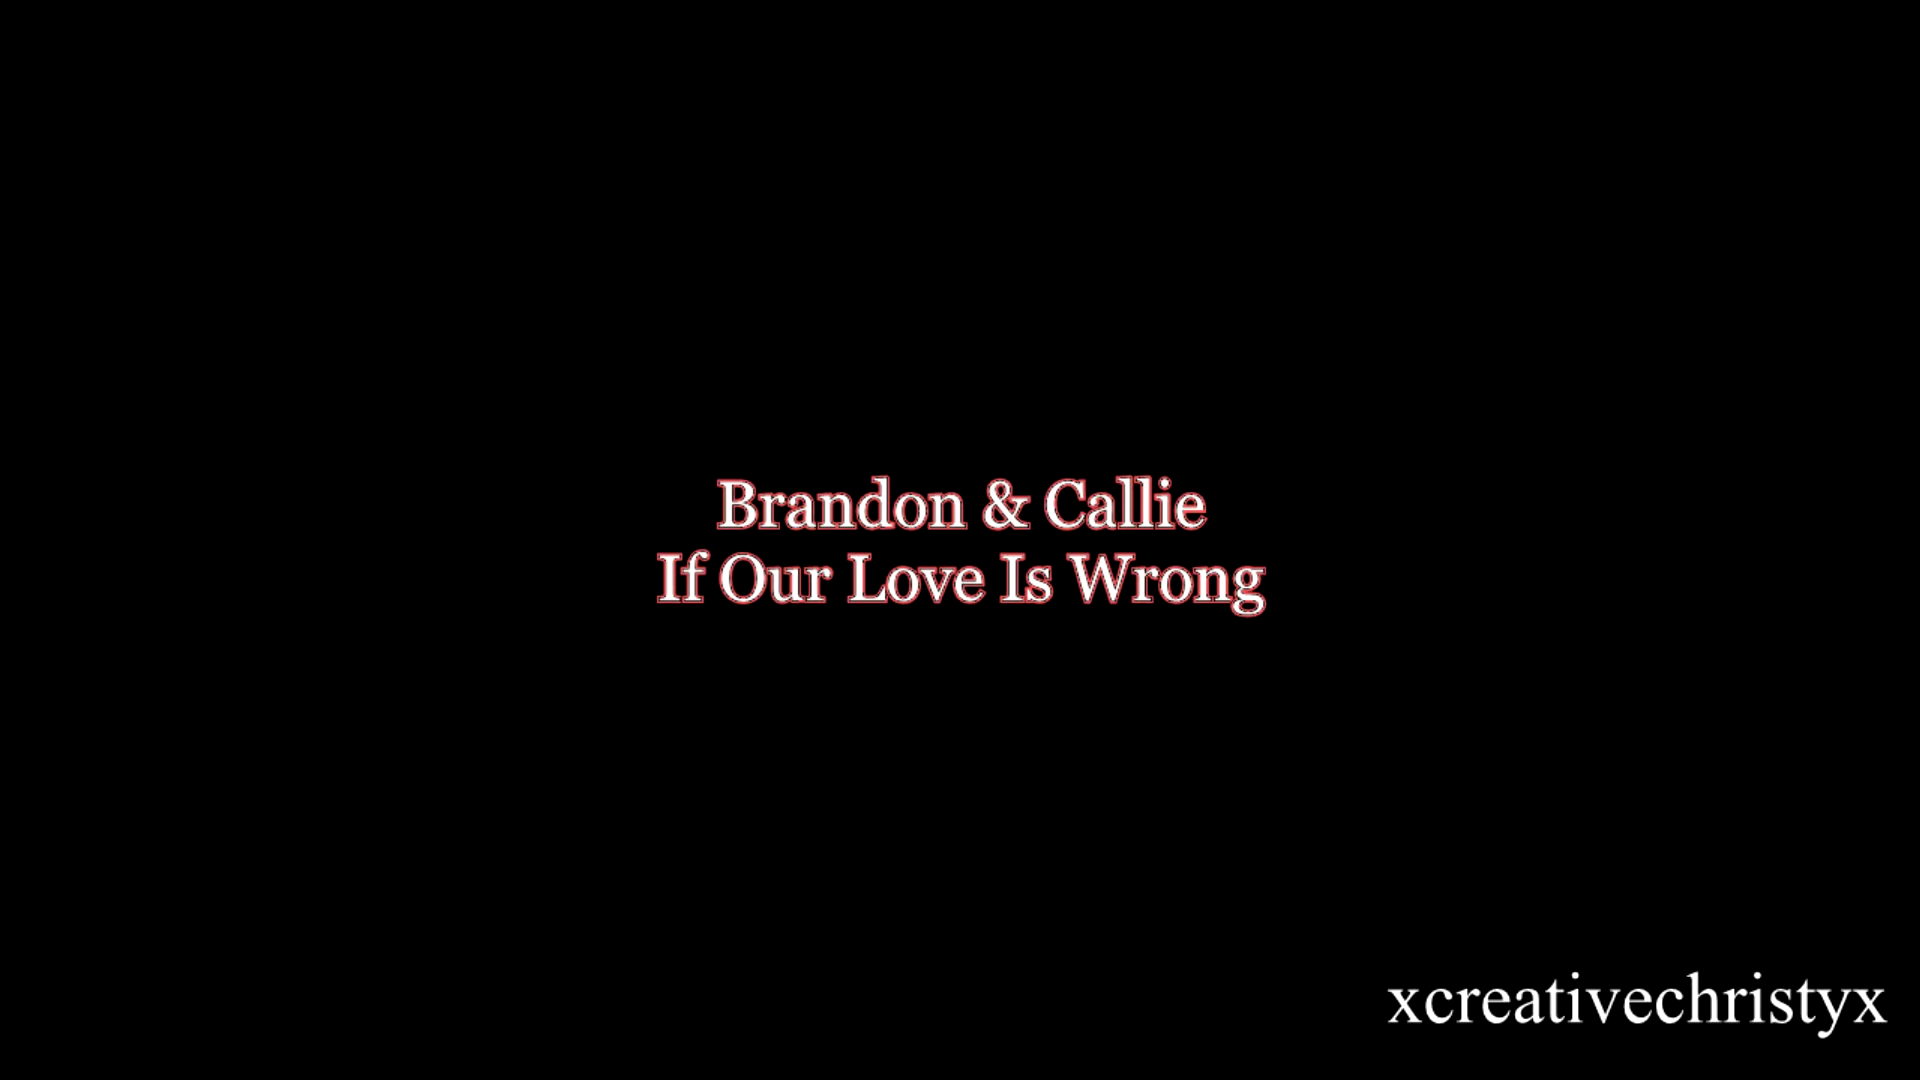 Brandon & Callie
If Our Love Is Wrong
xcreativechristyx